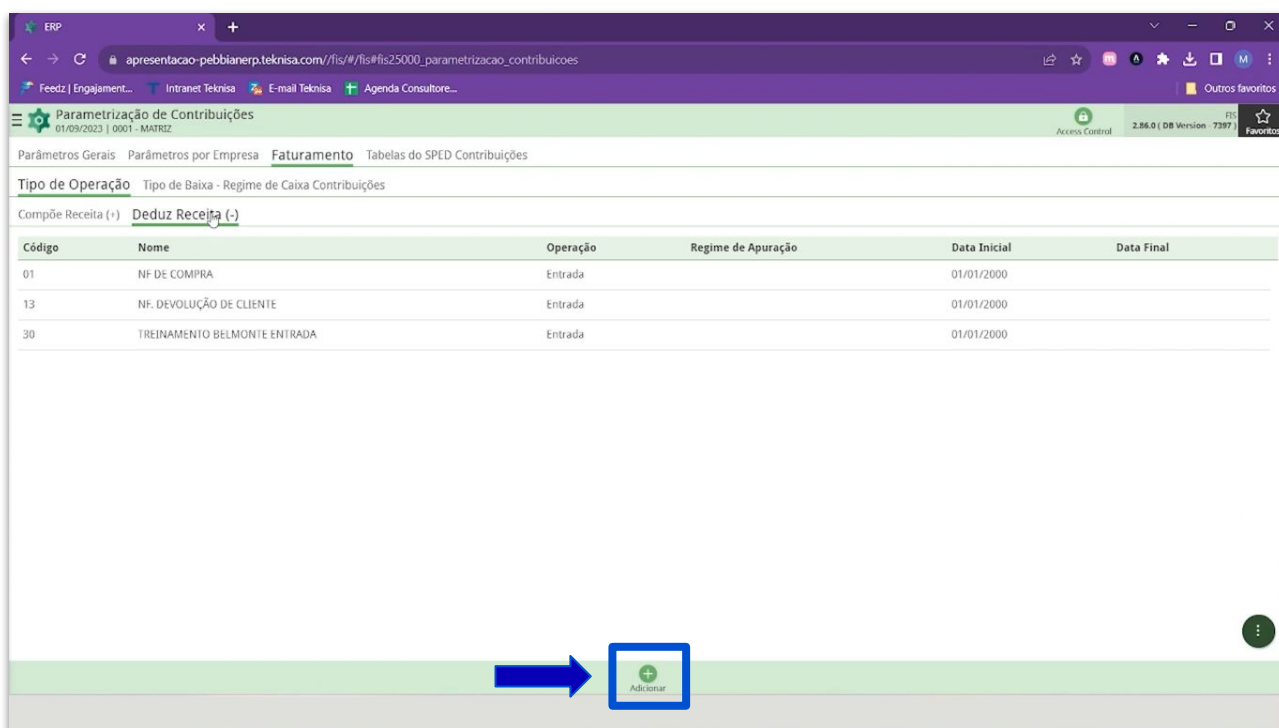 ERP
apresentacao-pebbianerp.teknisa.com//fis/#/fis#fis25000_parametrizacao_contribuicoes
M
Feedz | Engajament... Intranet Teknisa E-mail Teknisa Agenda Consultore... Outros favoritos
Parametrização de Contribuições
01/09/2023 | 0001 - MATRIZ
Access Control
FIS
2.86.0 ( DB Version - 7397 )
Favoritos
Parâmetros Gerais Parâmetros por Empresa Faturamento Tabelas do SPED Contribuições
Tipo de Operação Tipo de Baixa - Regime de Caixa Contribuições
Compõe Receita (+) Deduz Receita (-)
Código Nome Operação Regime de Apuração Data Inicial Data Final
01 NF DE COMPRA Entrada 01/01/2000
13 NF. DEVOLUÇÃO DE CLIENTE Entrada 01/01/2000
30 TREINAMENTO BELMONTE ENTRADA Entrada 01/01/2000
Adicionar